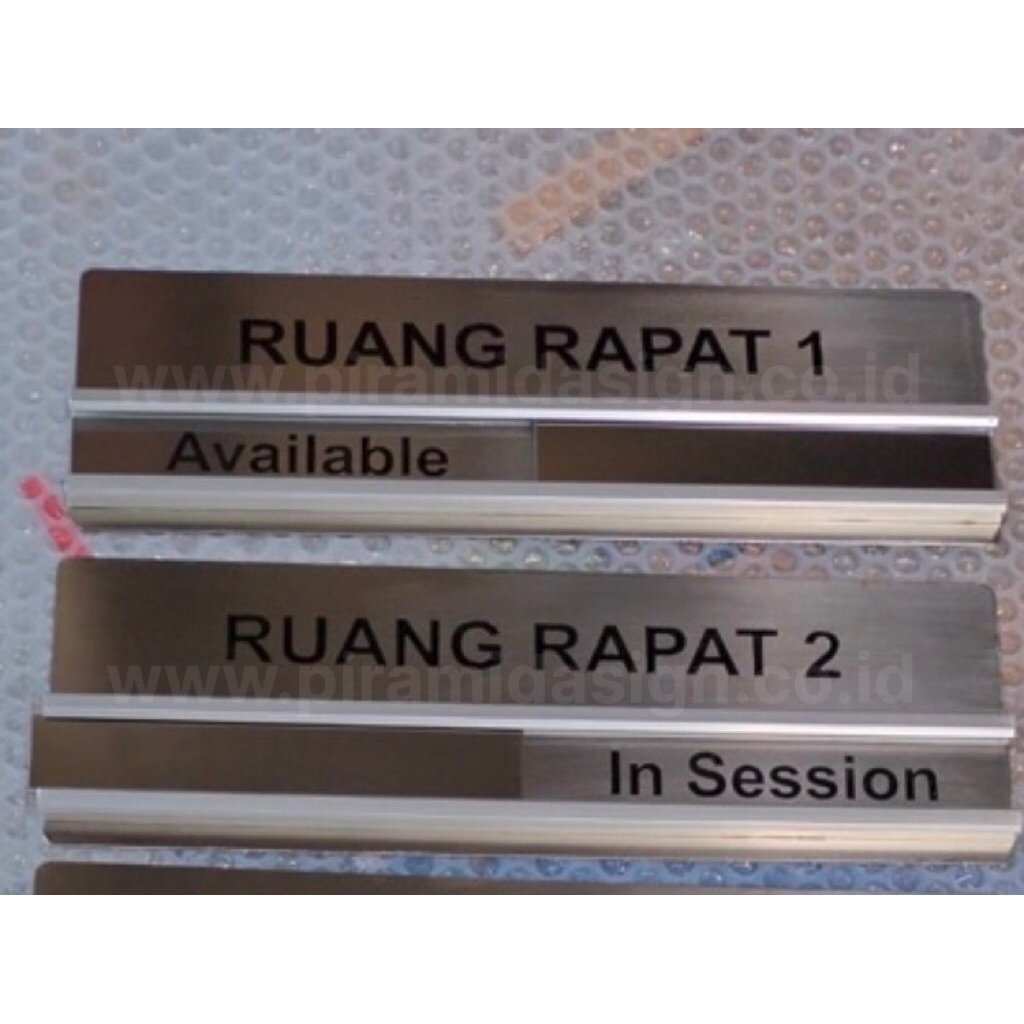 RUANG RAPAT 1
www.piramidasign.co.id
Available
RUANG RAPAT 2
www.piramidasign.co.id
In Session